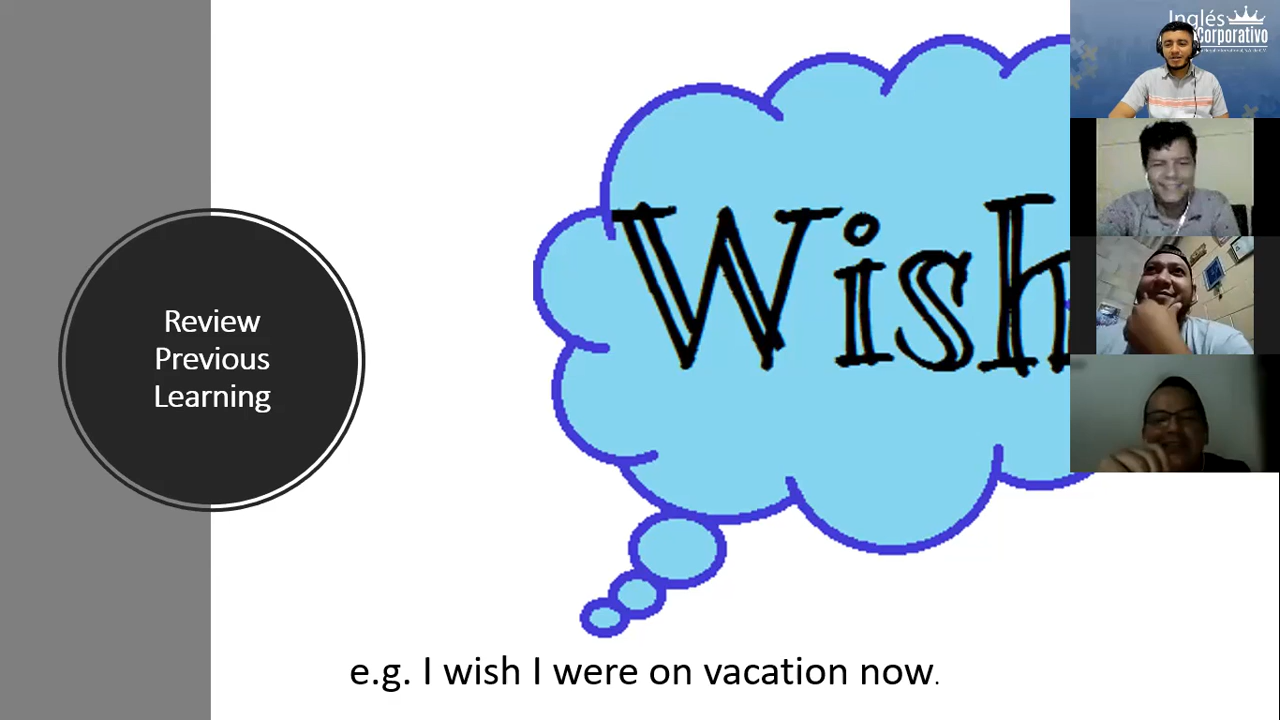 Review
Previous
Learning
Wish
e.g. I wish I were on vacation now.
Inglés
Corporativo